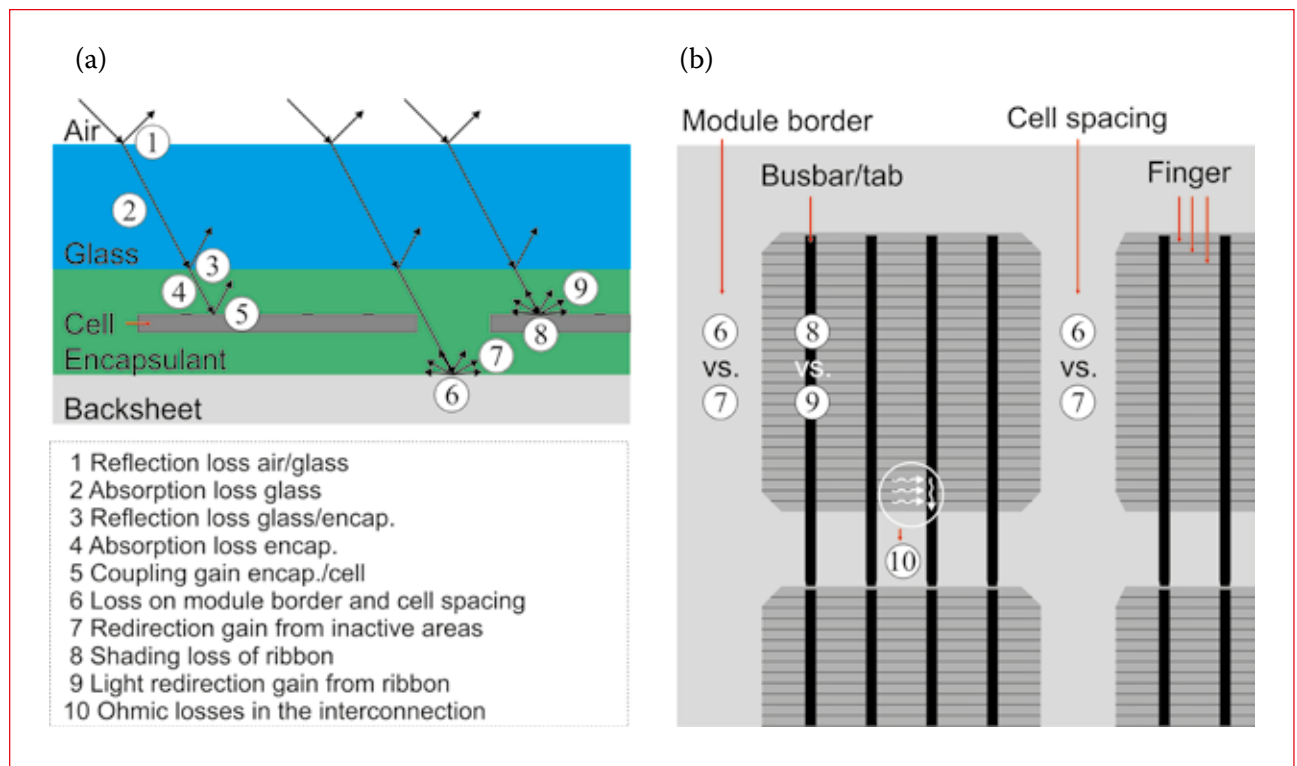 (a)
Air
1
2
Glass
3
4
5
Cell
Encapsulant
9
8
7
6
Backsheet
1 Reflection loss air/glass
2 Absorption loss glass
3 Reflection loss glass/encap.
4 Absorption loss encap.
5 Coupling gain encap./cell
6 Loss on module border and cell spacing
7 Redirection gain from inactive areas
8 Shading loss of ribbon
9 Light redirection gain from ribbon
10 Ohmic losses in the interconnection
(b)
Module border
Cell spacing
Busbar/tab
Finger
6
vs.
7
8
vs.
9
6
vs.
7
10